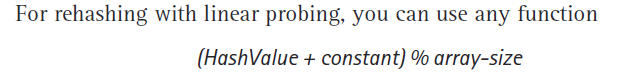 For rehashing with linear probing, you can use any function
(HashValue + constant) % array-size